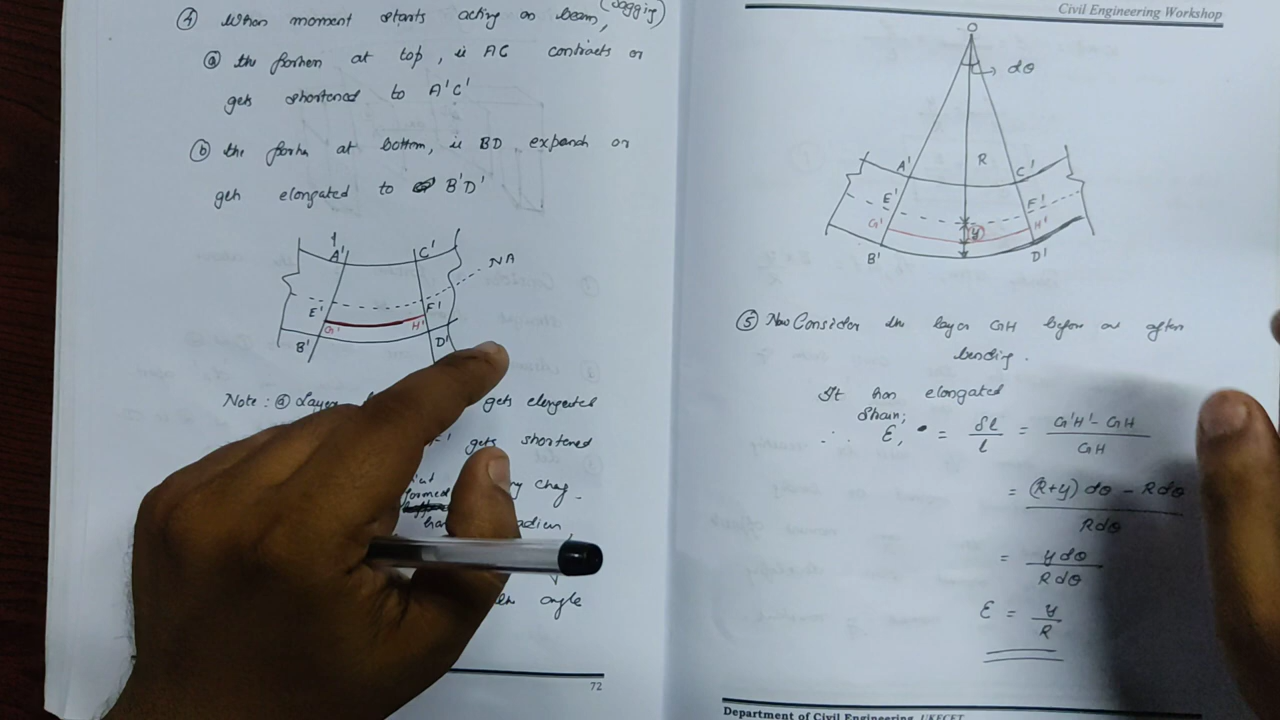 ④ When moment starts acting on beam, (Sagging)
ⓐ the portion at top, ie AC contracts or
gets shortened to A'C'
ⓑ the portn at bottom, ie BD expands or
gets elongated to B'D'
A' C'
NA
E' F'
G' H'
B' D'
Note: ⓐ Layer gets elongated
gets shortened
formed
angle
72
Civil Engineering Workshop
O
dθ
R
A' C'
E' F'
G' y H'
B' D'
⑤ Now Consider the layer GH before or after
bending.
It has elongated
Strain;
∴ ε, = δl/l = G'H' - GH/GH
= (R+y) dθ - Rdθ/Rdθ
= y dθ/R dθ
ε = y/R
Department of Civil Engineering, UKFCET